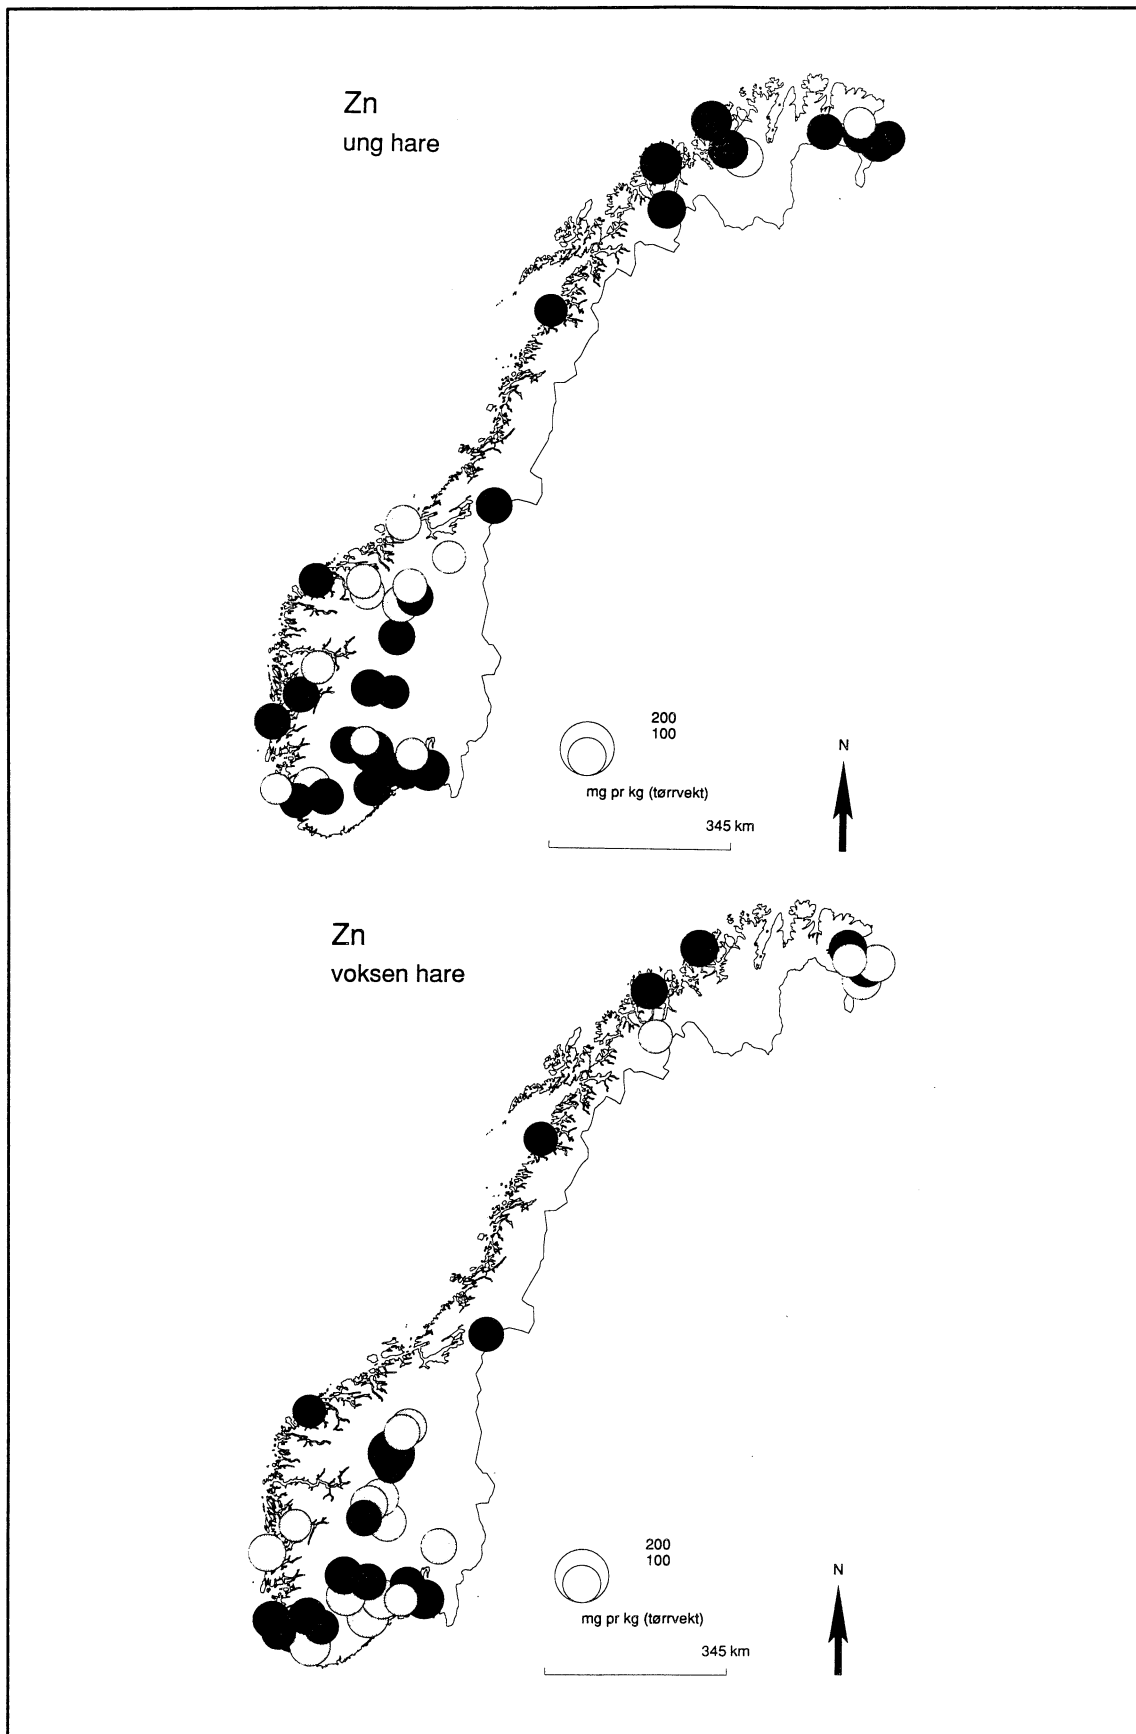 Zn
ung hare
200
100
mg pr kg (tørrvekt)
345 km
N
Zn
voksen hare
200
100
mg pr kg (tørrvekt)
345 km
N